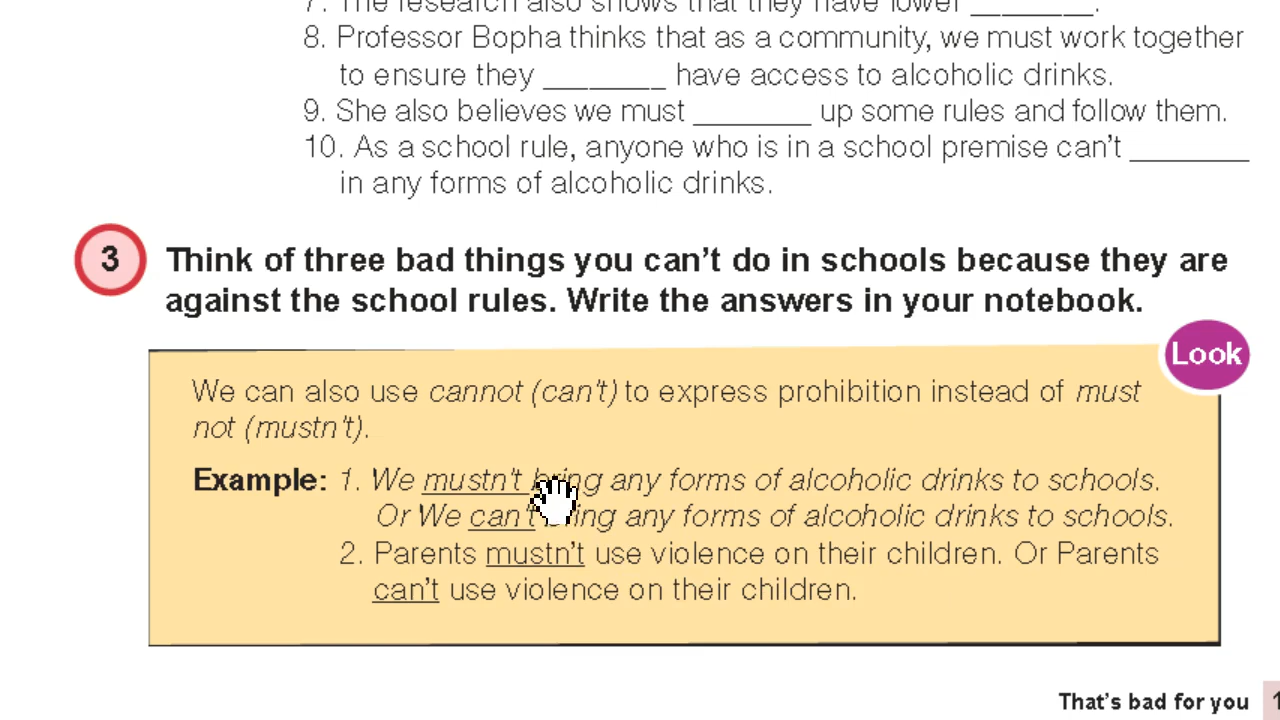 7. The research also shows that they have lower ________.
8. Professor Bopha thinks that as a community, we must work together
to ensure they ________ have access to alcoholic drinks.
9. She also believes we must ________ up some rules and follow them.
10. As a school rule, anyone who is in a school premise can't ________
in any forms of alcoholic drinks.
3 Think of three bad things you can't do in schools because they are
against the school rules. Write the answers in your notebook.
Look
We can also use cannot (can't) to express prohibition instead of must
not (mustn't).
Example: 1. We mustn't bring any forms of alcoholic drinks to schools.
Or We can't bring any forms of alcoholic drinks to schools.
2. Parents mustn't use violence on their children. Or Parents
can't use violence on their children.
That's bad for you